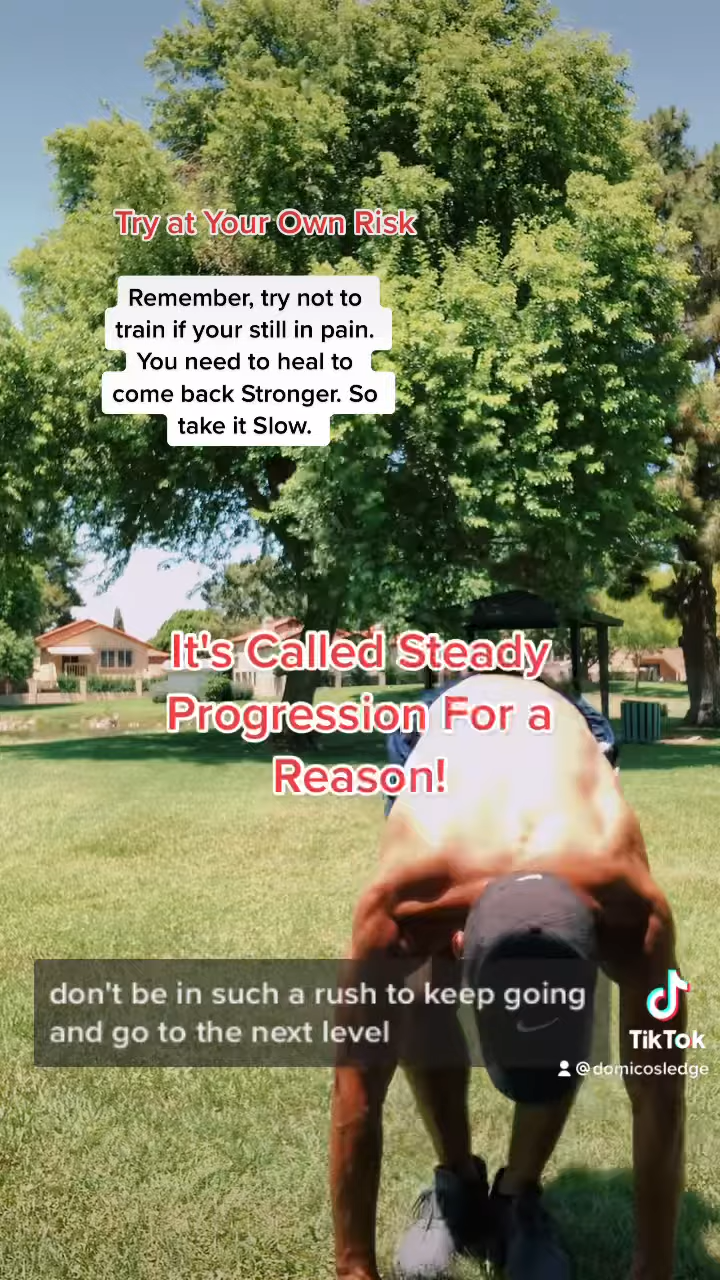 Try at Your Own Risk
Remember, try not to
train if your still in pain.
You need to heal to
come back Stronger. So
take it Slow.
It's Called Steady
Progression For a
Reason!
don't be in such a rush to keep going
and go to the next level
TikTok
@domicosledge